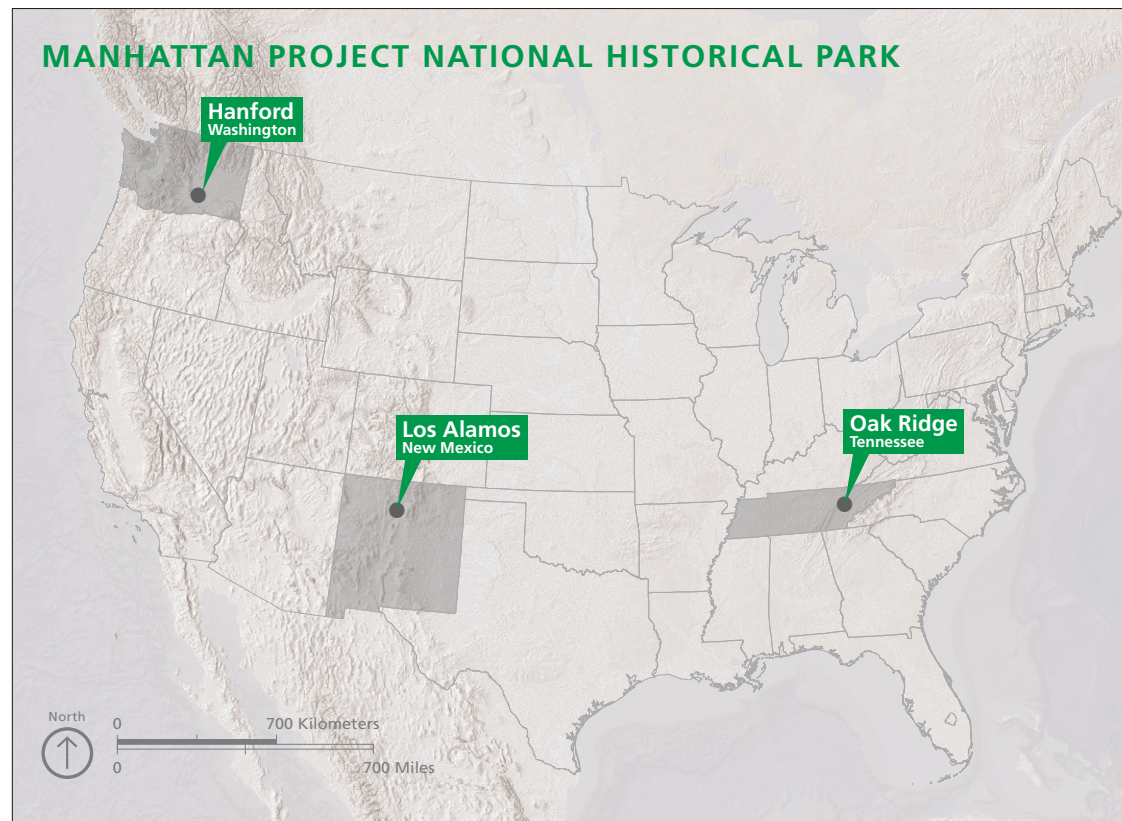 MANHATTAN PROJECT NATIONAL HISTORICAL PARK
Hanford
Washington
Los Alamos
New Mexico
Oak Ridge
Tennessee
North
0
700 Kilometers
0
700 Miles